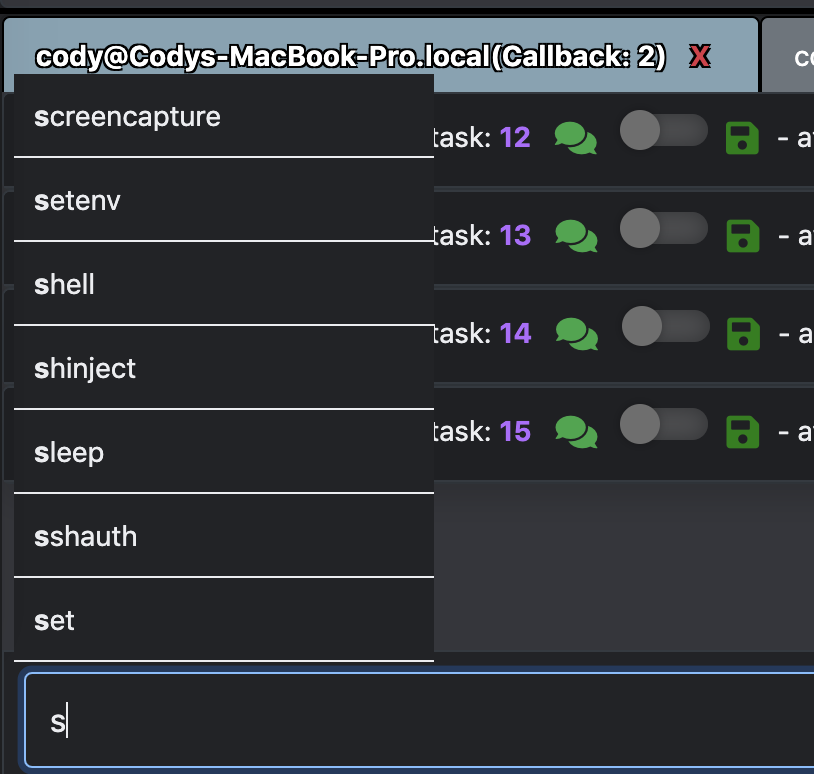 cody@Codys-MacBook-Pro.local(Callback: 2) X
screencapture
task: 12 - a
setenv
task: 13 - a
shell
task: 14 - a
shinject
sleep
task: 15 - a
sshauth
set
s